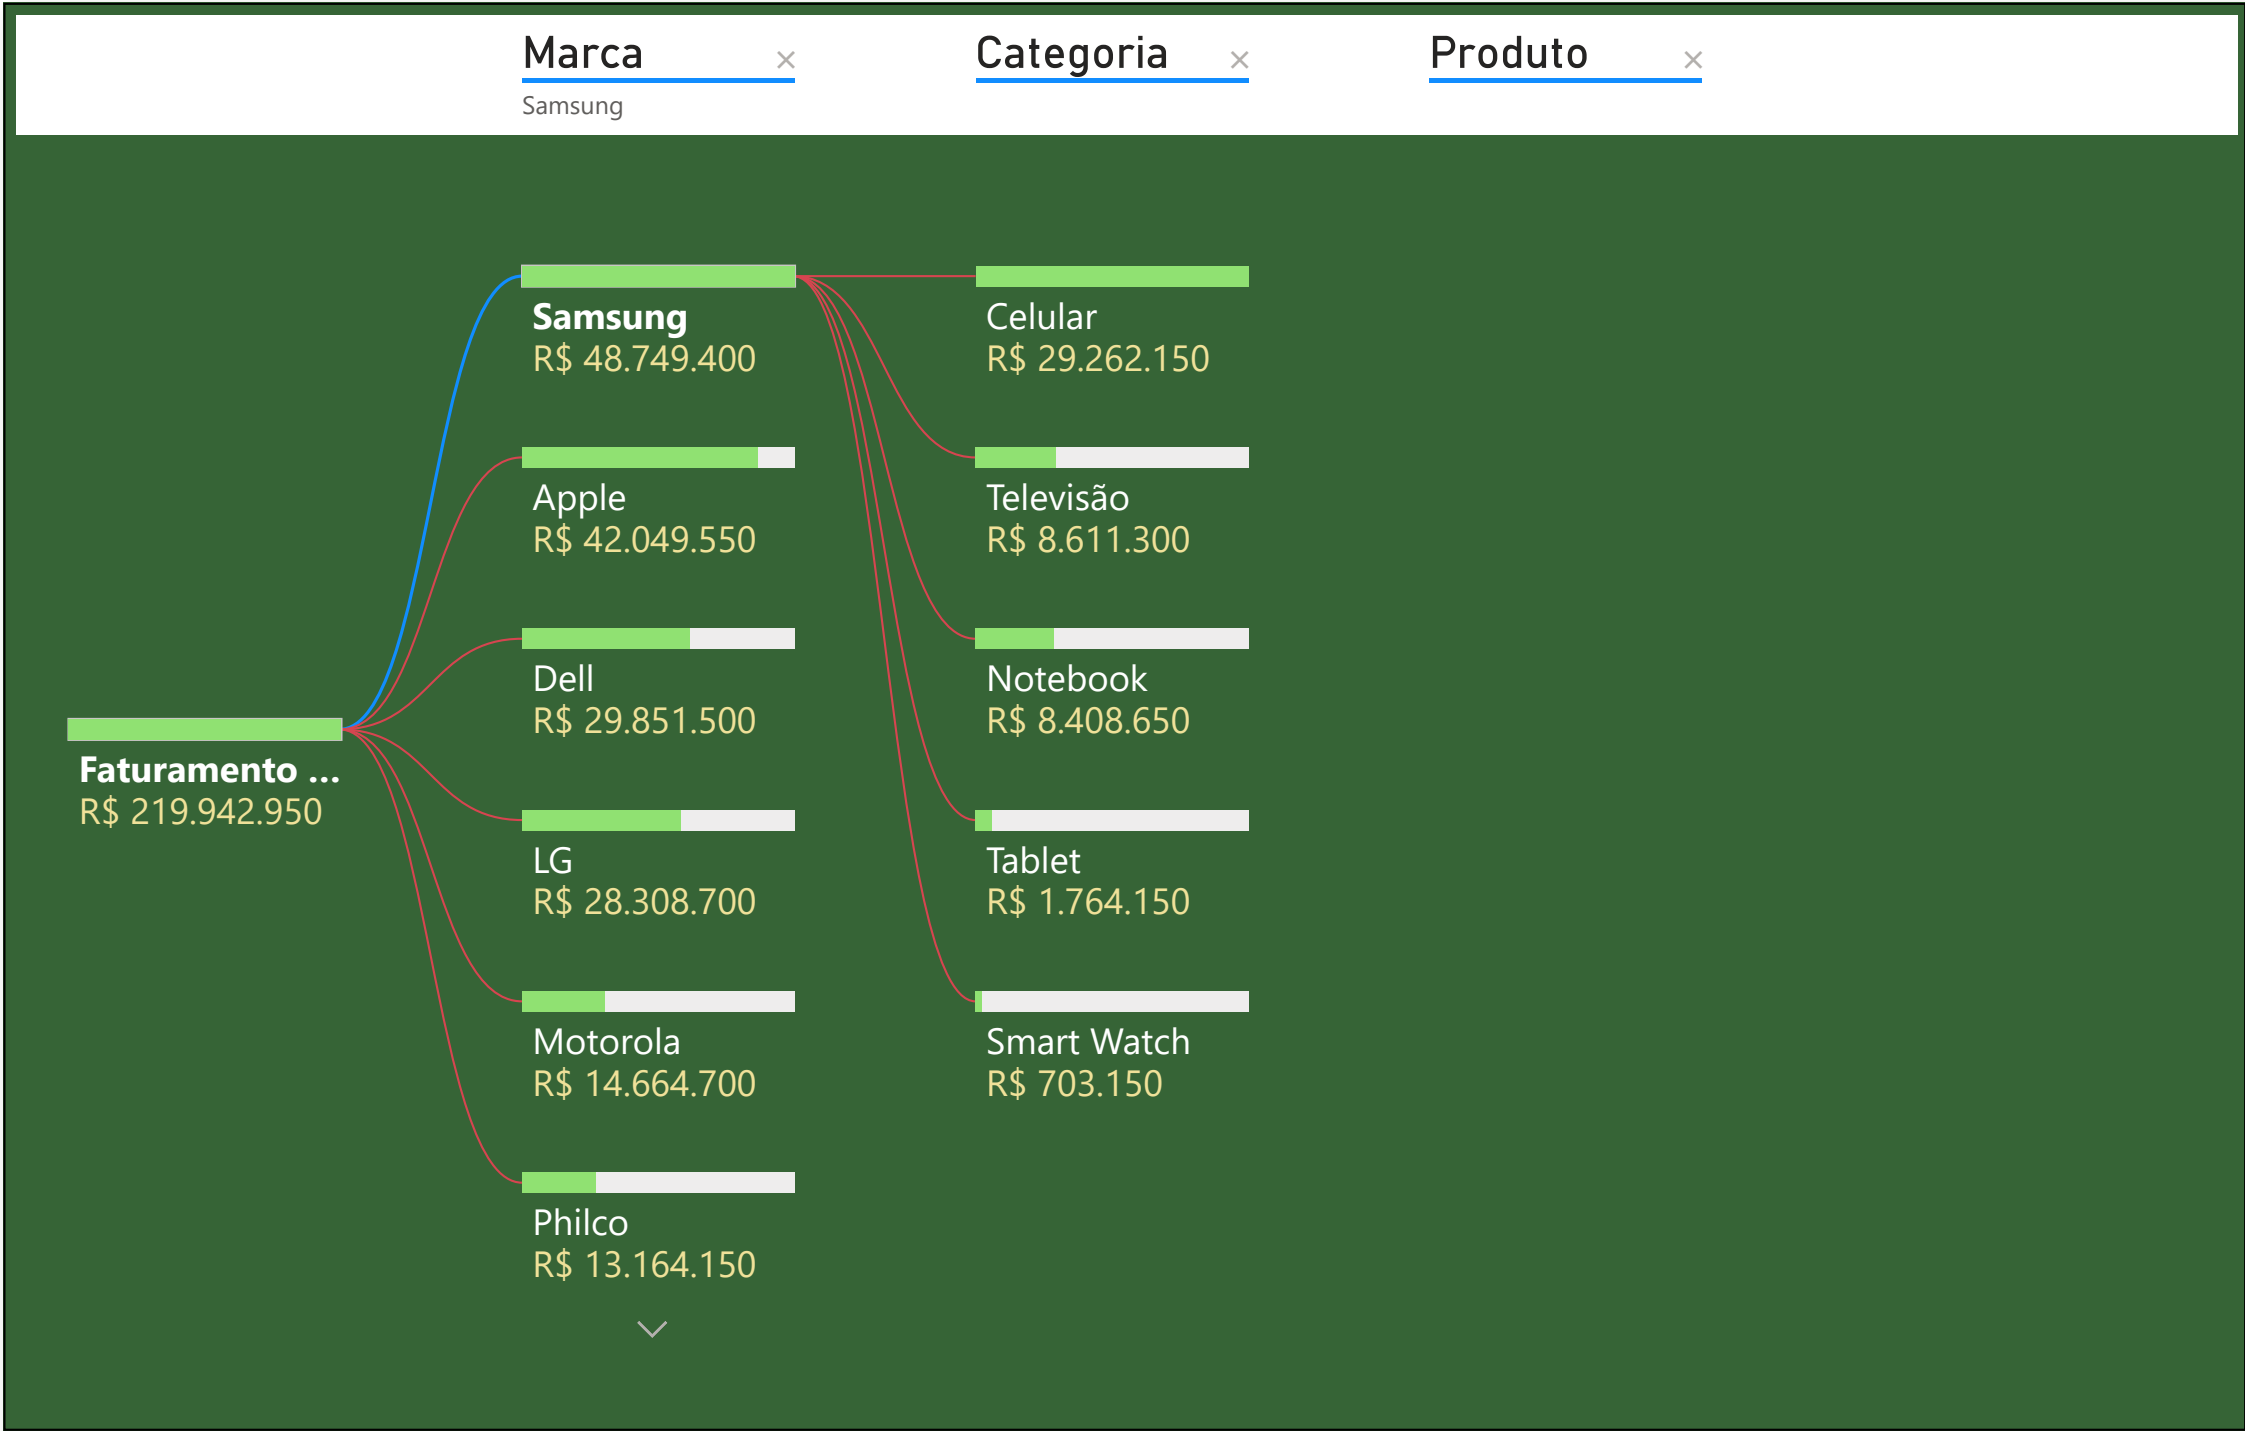 Marca
Categoria
Produto
Samsung
Faturamento ...
R$ 219.942.950
Samsung
R$ 48.749.400
Apple
R$ 42.049.550
Dell
R$ 29.851.500
LG
R$ 28.308.700
Motorola
R$ 14.664.700
Philco
R$ 13.164.150
Celular
R$ 29.262.150
Televisão
R$ 8.611.300
Notebook
R$ 8.408.650
Tablet
R$ 1.764.150
Smart Watch
R$ 703.150